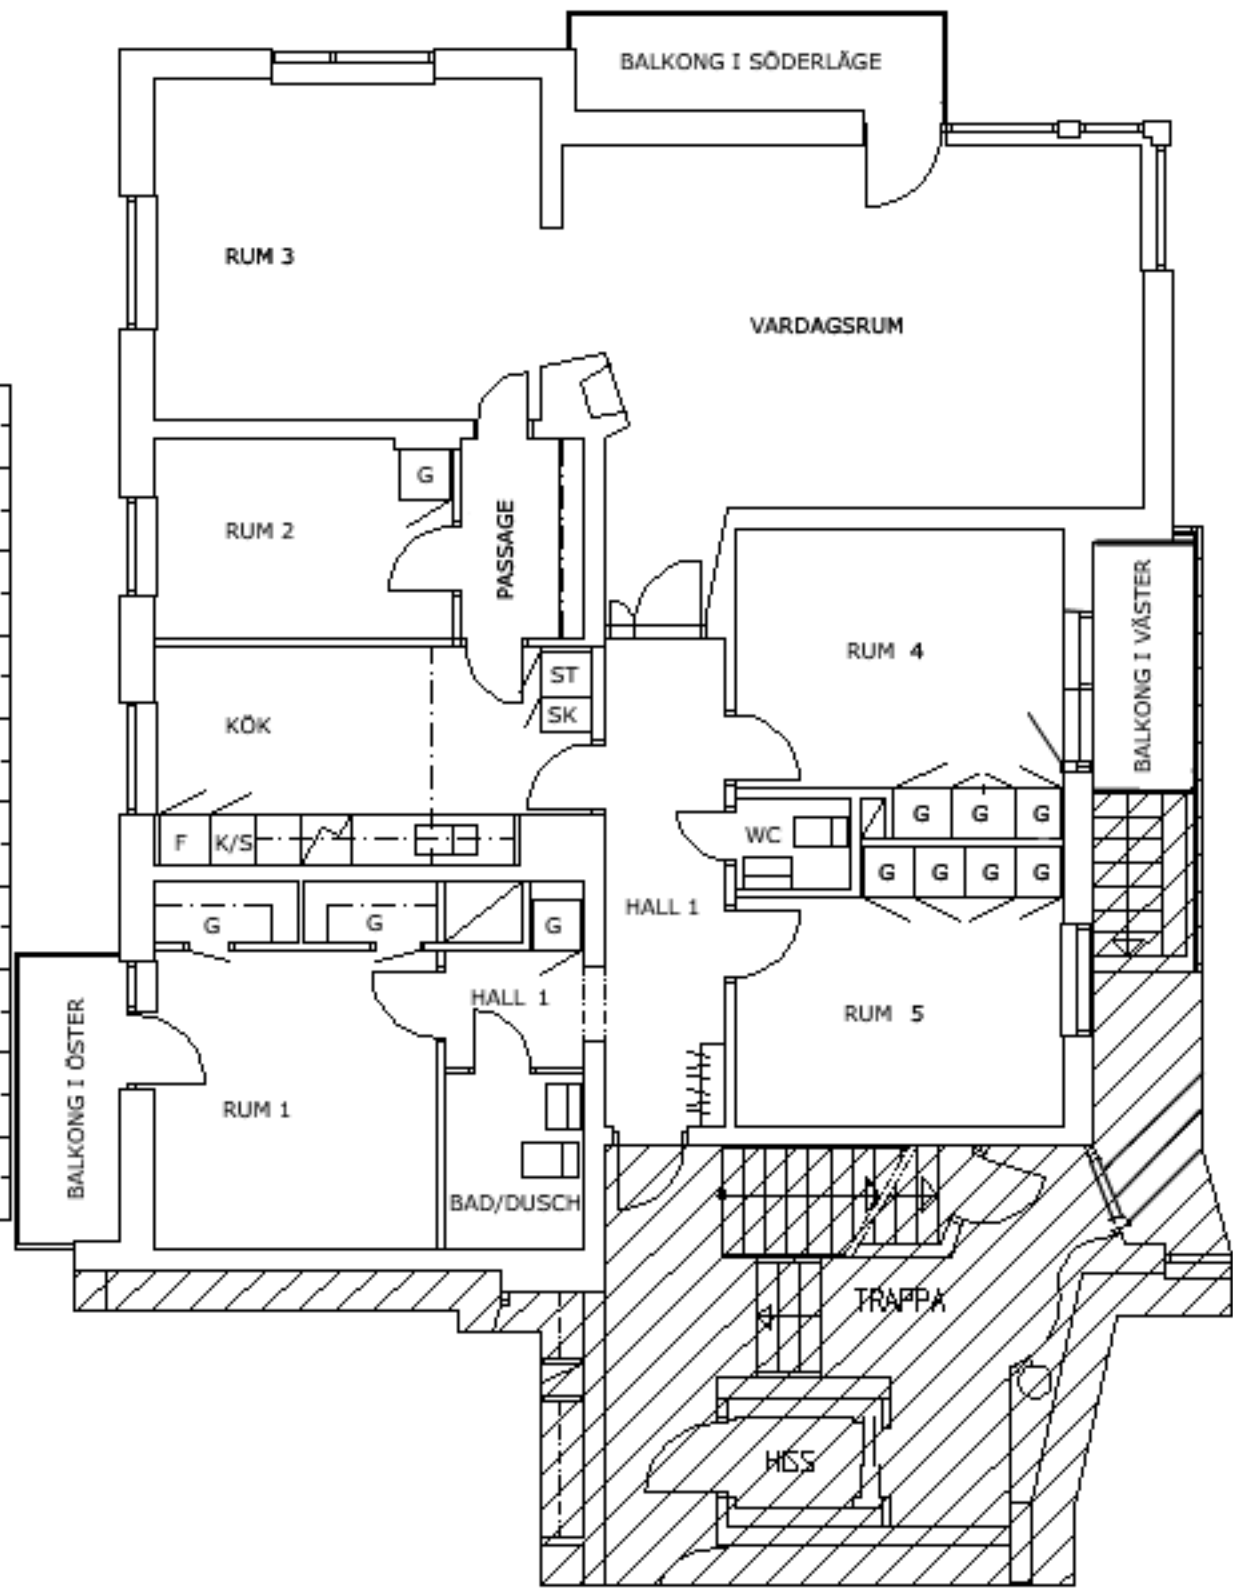 BALKONG I SÖDERLÄGE
RUM 3
VARDAGSRUM
G
RUM 2
PASSAGE
RUM 4
BALKONG I VÄSTER
ST
SK
KÖK
F
K/S
WC
G
G
G
G
G
G
G
HALL 1
G
G
G
HALL 1
RUM 5
BALKONG I ÖSTER
RUM 1
BAD/DUSCH
TRAPPA
HISS